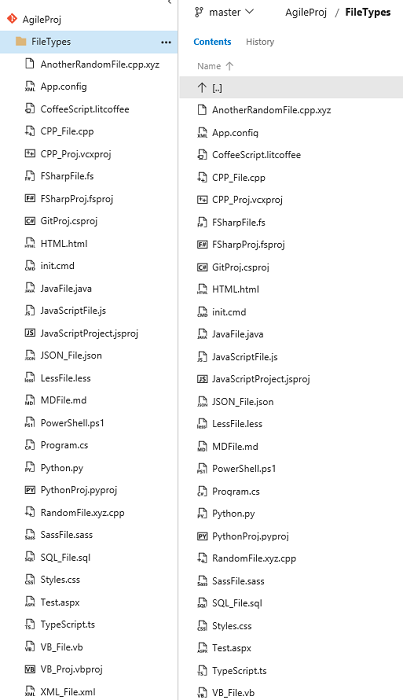 AgileProj
FileTypes
AnotherRandomFile.cpp.xyz
App.config
CoffeeScript.litcoffee
CPP_File.cpp
CPP_Proj.vcxproj
FSharpFile.fs
FSharpProj.fsproj
GitProj.csproj
HTML.html
init.cmd
JavaFile.java
JavaScriptFile.js
JavaScriptProject.jsproj
JSON_File.json
LessFile.less
MDFile.md
PowerShell.ps1
Program.cs
Python.py
PythonProj.pyproj
RandomFile.xyz.cpp
SassFile.sass
SQL_File.sql
Styles.css
Test.aspx
TypeScript.ts
VB_File.vb
VB_Proj.vbproj
XML_File.xml
master AgileProj / FileTypes
Contents History
Name
[..]
AnotherRandomFile.cpp.xyz
App.config
CoffeeScript.litcoffee
CPP_File.cpp
CPP_Proj.vcxproj
FSharpFile.fs
FSharpProj.fsproj
GitProj.csproj
HTML.html
init.cmd
JavaFile.java
JavaScriptFile.js
JavaScriptProject.jsproj
JSON_File.json
LessFile.less
MDFile.md
PowerShell.ps1
Program.cs
Python.py
PythonProj.pyproj
RandomFile.xyz.cpp
SassFile.sass
SQL_File.sql
Styles.css
Test.aspx
TypeScript.ts
VB_File.vb